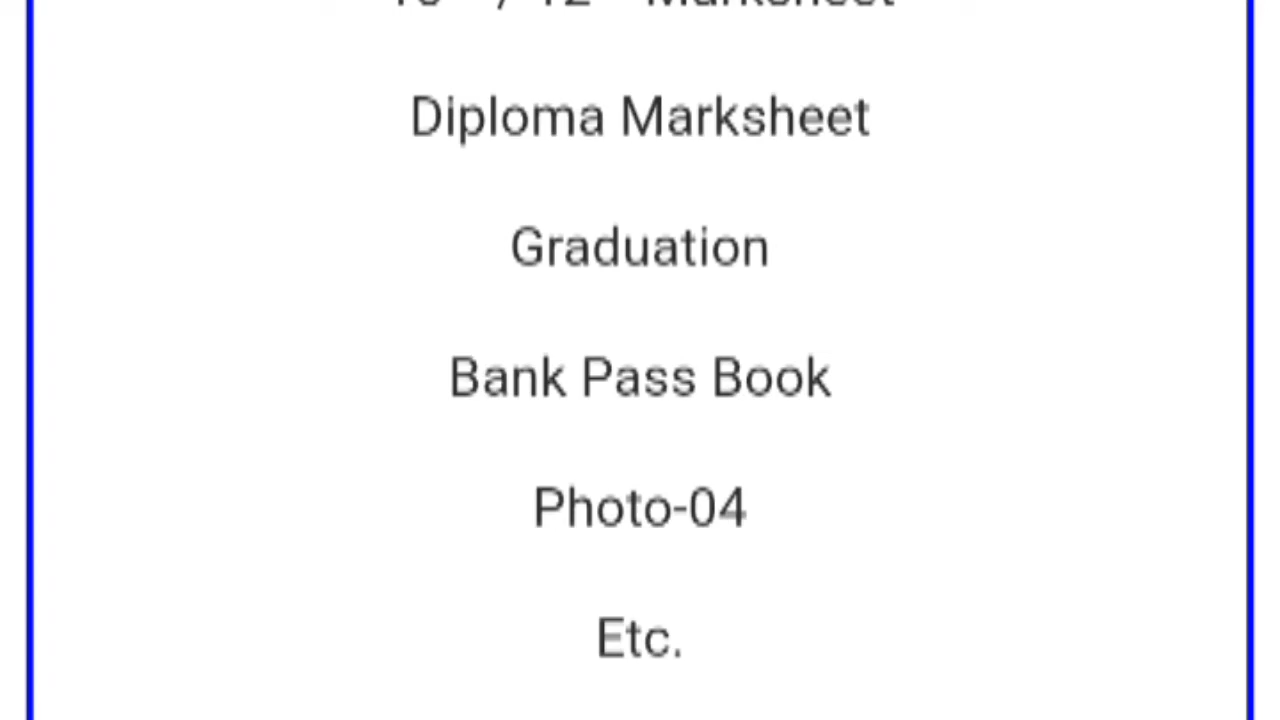 Diploma Marksheet
Graduation
Bank Pass Book
Photo-04
Etc.